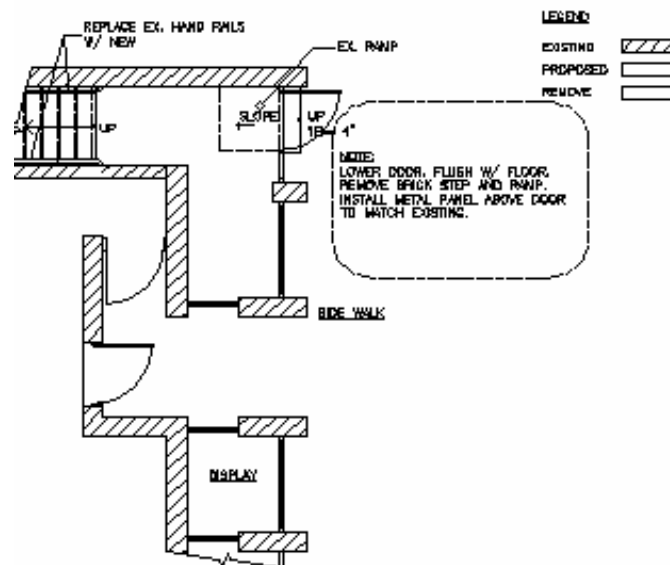 REPLACE EX. HAND RAILS
W/ NEW
EX. RAMP
LEGEND
EXISTING
PROPOSED
REMOVE
SLOPE
UP
UP
4"
NOTE:
LOWER DOOR, FLUSH W/ FLOOR,
REMOVE BRICK STEP AND RAMP.
INSTALL METAL PANEL ABOVE DOOR
TO MATCH EXISTING.
SIDE WALK
DISPLAY